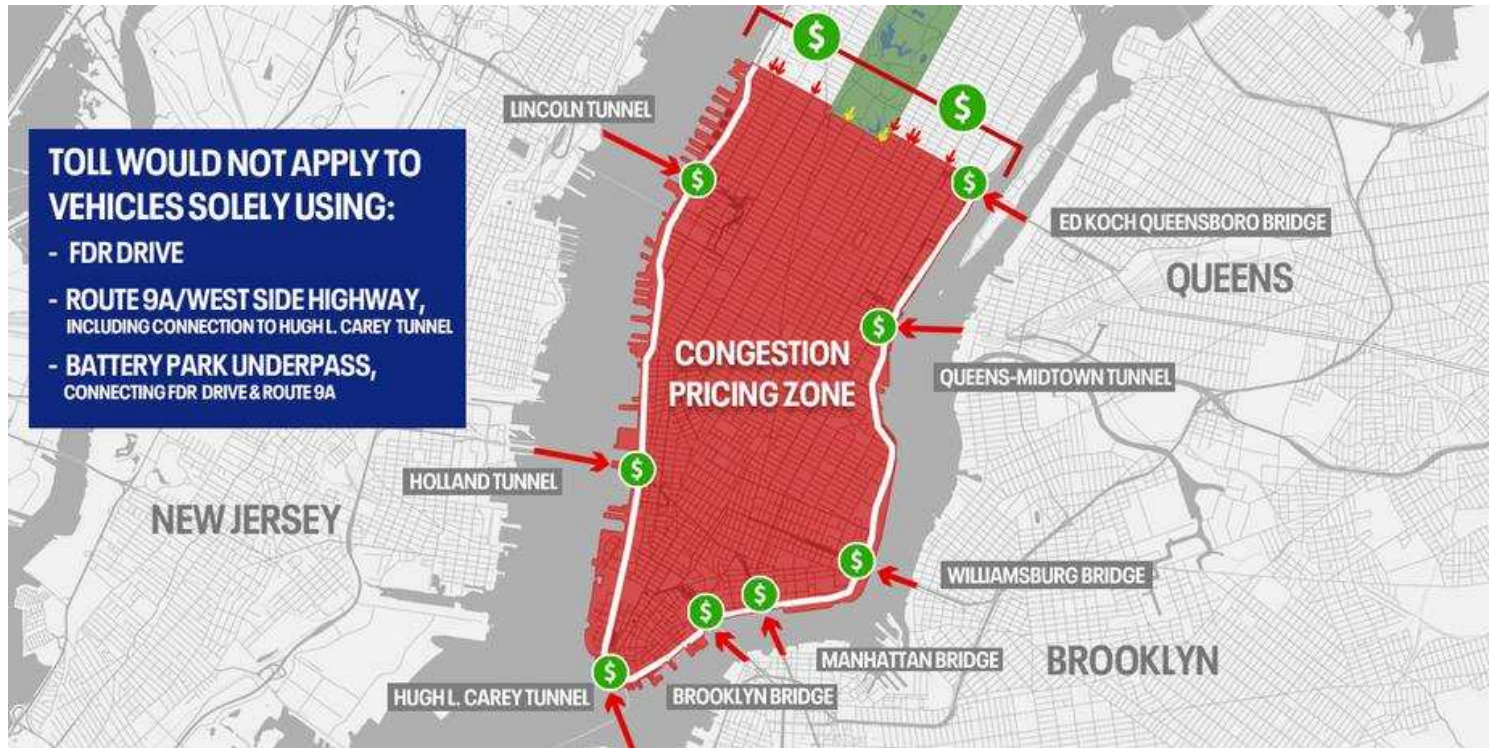 $
$
LINCOLN TUNNEL
TOLL WOULD NOT APPLY TO
VEHICLES SOLELY USING:
- FDR DRIVE
- ROUTE 9A/WEST SIDE HIGHWAY,
INCLUDING CONNECTION TO HUGH L. CAREY TUNNEL
- BATTERY PARK UNDERPASS,
CONNECTING FDR DRIVE & ROUTE 9A
$
$
ED KOCH QUEENSBORO BRIDGE
QUEENS
$
CONGESTION
PRICING ZONE
QUEENS-MIDTOWN TUNNEL
HOLLAND TUNNEL
$
NEW JERSEY
$
WILLIAMSBURG BRIDGE
$
$
MANHATTAN BRIDGE
BROOKLYN
$
HUGH L. CAREY TUNNEL
BROOKLYN BRIDGE